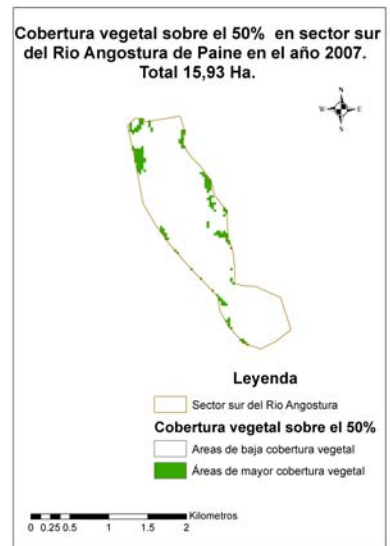 Cobertura vegetal sobre el 50% en sector sur
del Rio Angostura de Paine en el año 2007.
Total 15,93 Ha.
N
W E
S
Leyenda
Sector sur del Rio Angostura
Cobertura vegetal sobre el 50%
Areas de baja cobertura vegetal
Áreas de mayor cobertura vegetal
Kilometros
0 0.25 0.5 1 1.5 2